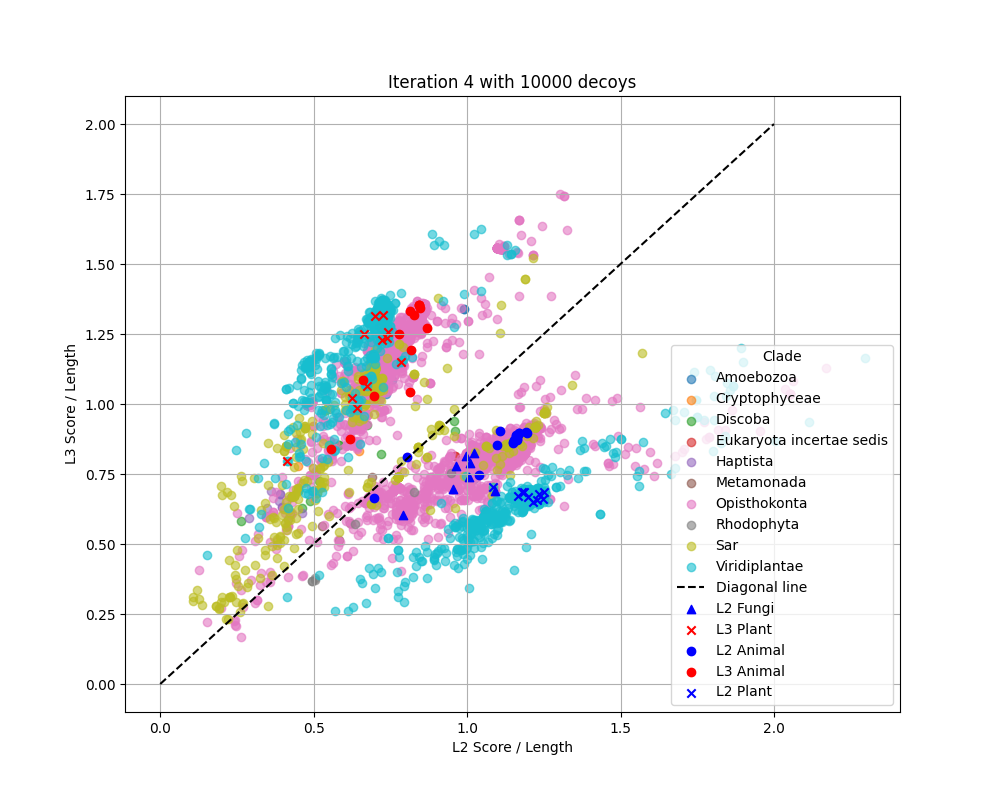 Iteration 4 with 10000 decoys
L3 Score / Length
2.00
1.75
1.50
1.25
1.00
0.75
0.50
0.25
0.00
0.0
0.5
1.0
1.5
2.0
L2 Score / Length
Clade
Amoebozoa
Cryptophyceae
Discoba
Eukaryota incertae sedis
Haptista
Metamonada
Opisthokonta
Rhodophyta
Sar
Viridiplantae
Diagonal line
L2 Fungi
L3 Plant
L2 Animal
L3 Animal
L2 Plant